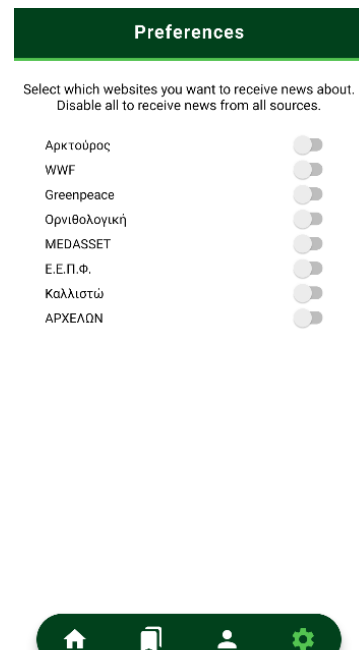 Preferences
Select which websites you want to receive news about.
Disable all to receive news from all sources.
Αρκτούρος
WWF
Greenpeace
Ορνιθολογική
MEDASSET
Ε.Ε.Π.Φ.
Καλλιστώ
ΑΡΧΕΛΩΝ